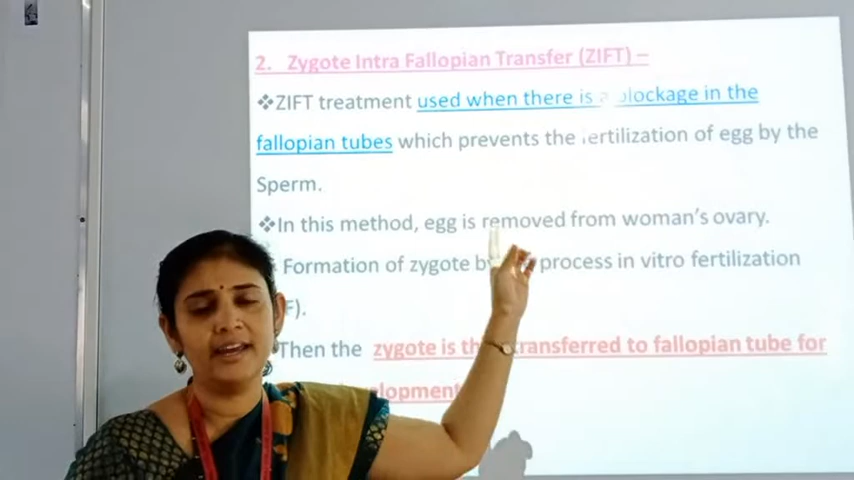 2. Zygote Intra Fallopian Transfer (ZIFT) –
❖ZIFT treatment used when there is a blockage in the
fallopian tubes which prevents the fertilization of egg by the
Sperm.
❖In this method, egg is removed from woman's ovary.
Formation of zygote by process in vitro fertilization
F).
Then the zygote is transferred to fallopian tube for